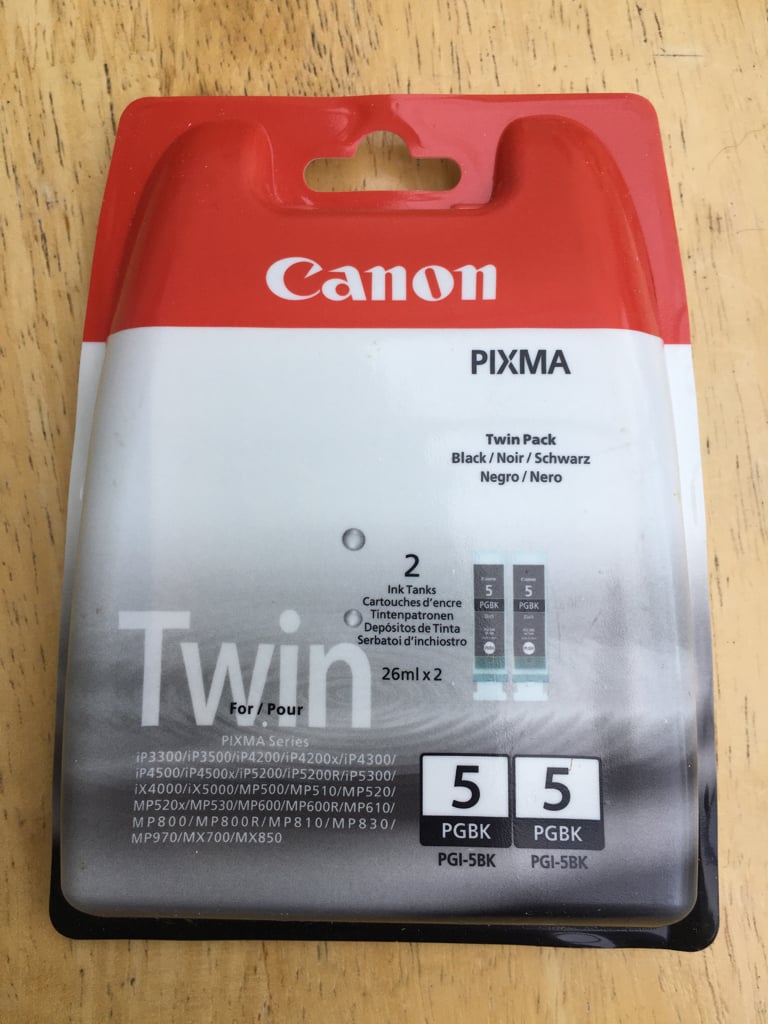 Canon
PIXMA
Twin Pack
Black / Noir / Schwarz
Negro / Nero
2
Ink Tanks
Cartouches d'encre
Tintenpatronen
Depósitos de Tinta
Serbatoi d'inchiostro
26ml x 2
Canon
5
PGBK
Canon
5
PGBK
Twin
For / Pour
PIXMA Series
iP3300/iP3500/iP4200/iP4200x/iP4300/
iP4500/iP4500x/iP5200/iP5200R/iP5300/
iX4000/iX5000/MP500/MP510/MP520/
MP520x/MP530/MP600/MP600R/MP610/
MP800/MP800R/MP810/MP830/
MP970/MX700/MX850
5
PGBK
PGI-5BK
5
PGBK
PGI-5BK